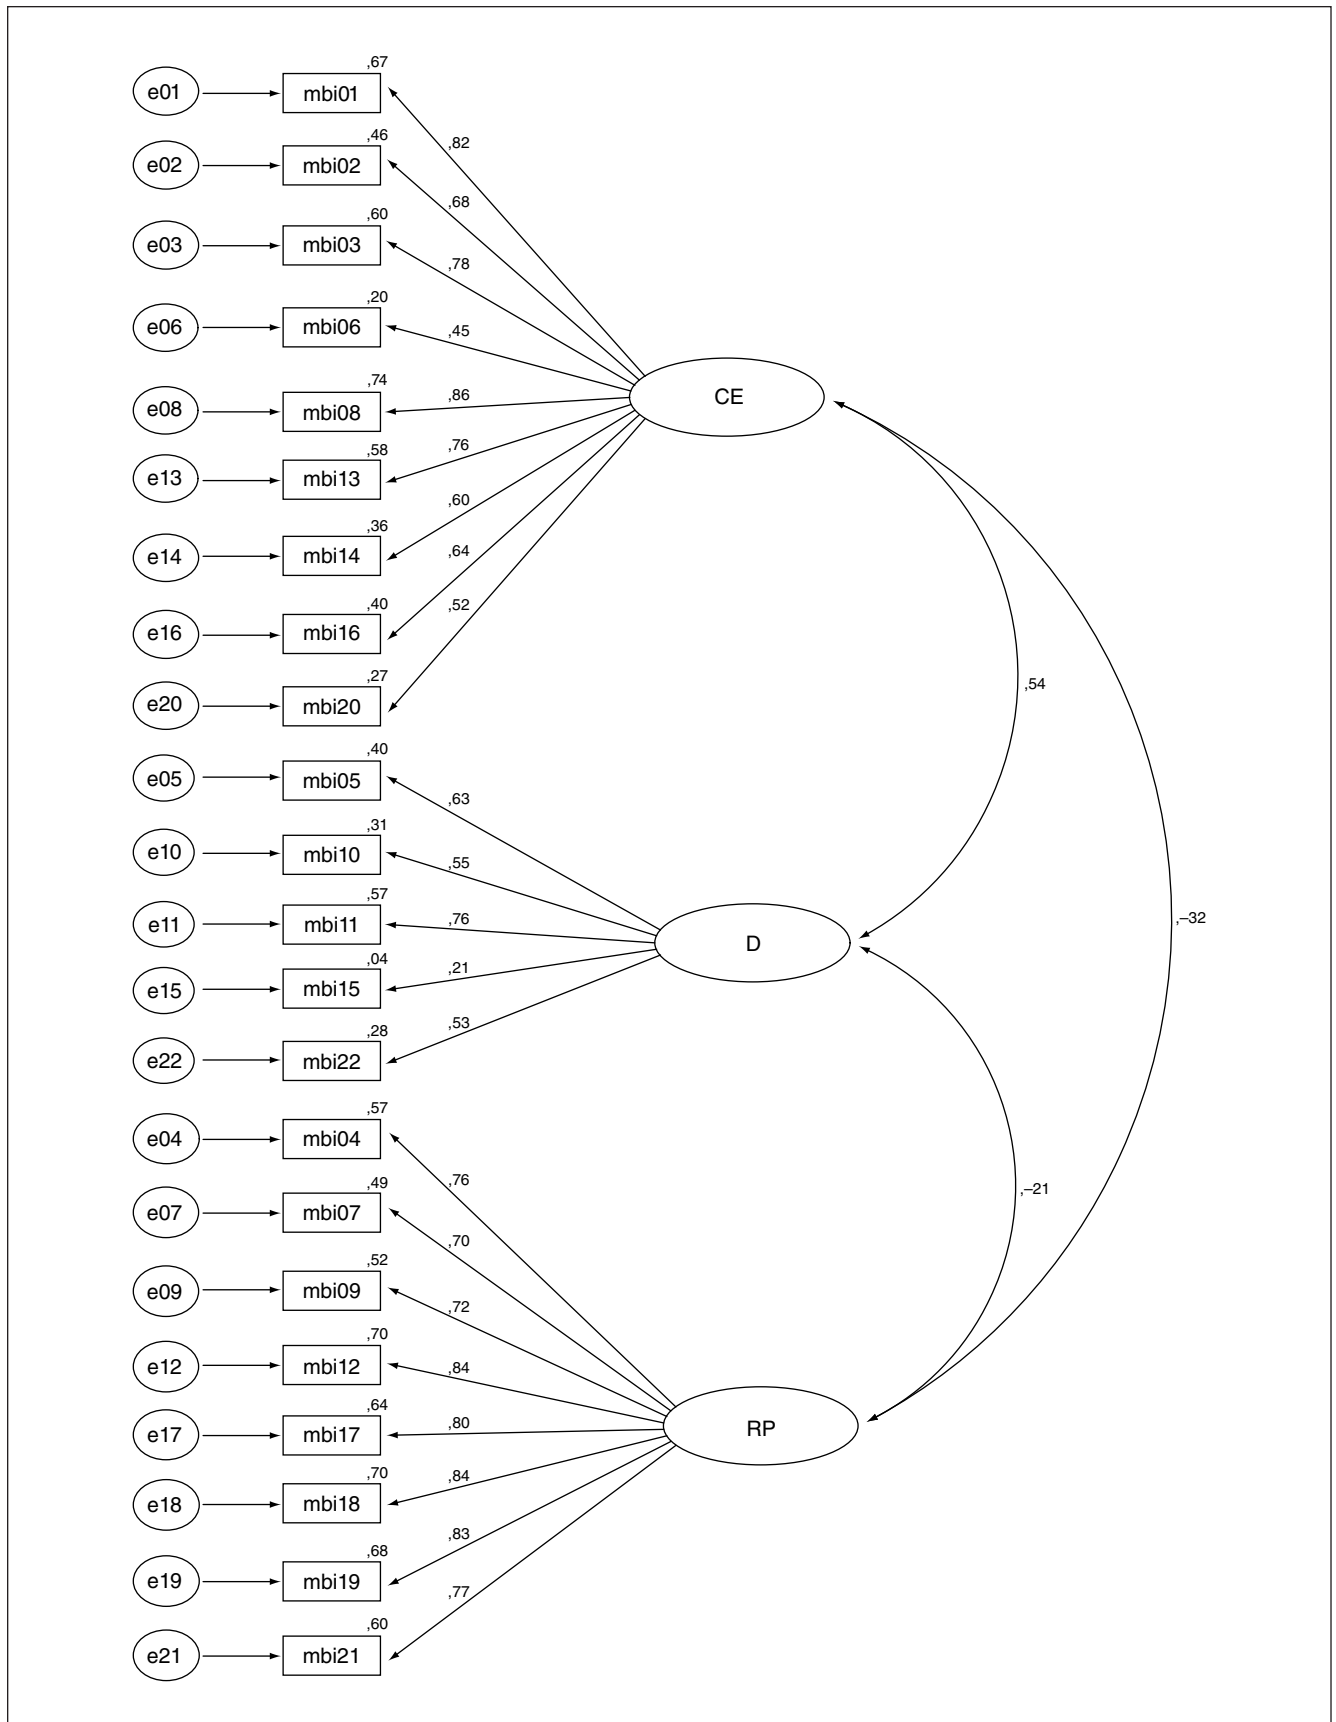 ,67
e01 mbi01
,82
,46
e02 mbi02
,68
,60
e03 mbi03
,78
,20
e06 mbi06
,45
,74
e08 mbi08
,86
CE
,58
e13 mbi13
,76
,36
e14 mbi14
,60
,40
e16 mbi16
,64
,27
e20 mbi20
,52
,54
,40
e05 mbi05
,63
,31
e10 mbi10
,55
,57
e11 mbi11
,76
D
,04
e15 mbi15
,21
,28
e22 mbi22
,53
,–32
,57
e04 mbi04
,76
,49
e07 mbi07
,70
,–21
,52
e09 mbi09
,72
,70
e12 mbi12
,84
,64
e17 mbi17
,80
RP
,70
e18 mbi18
,84
,68
e19 mbi19
,83
,60
e21 mbi21
,77